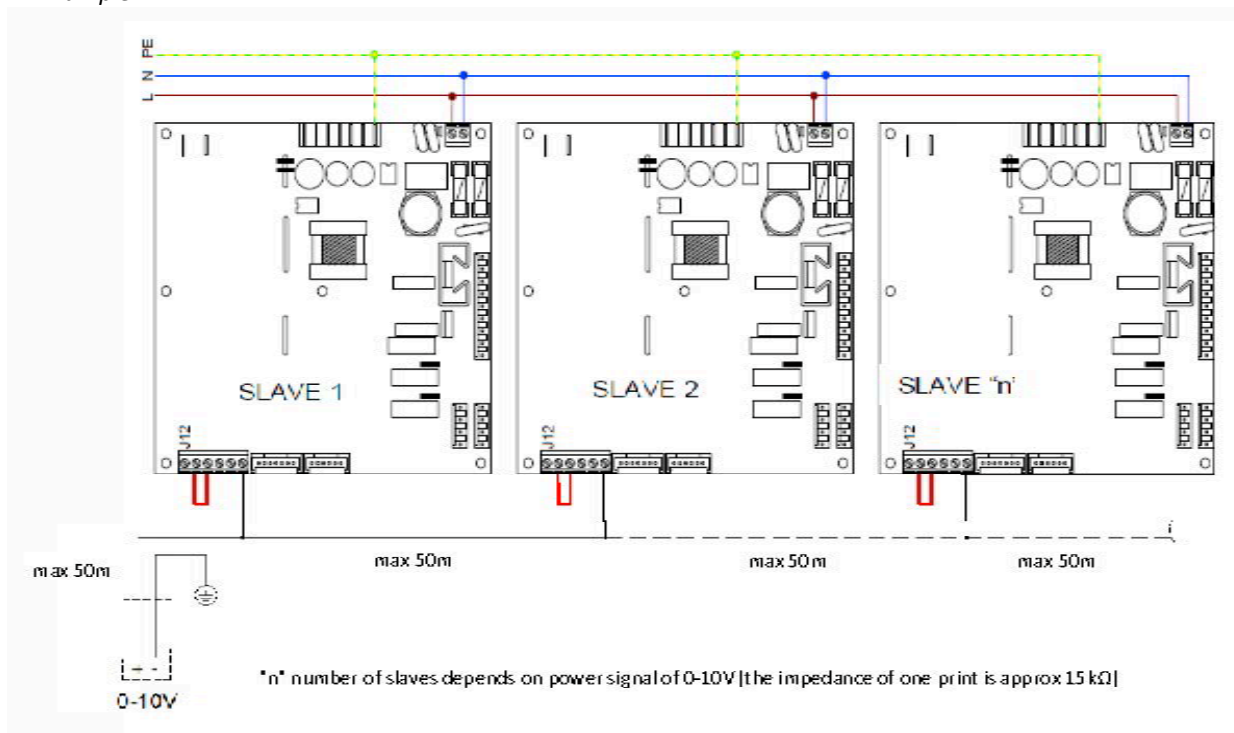 PE
N
L
SLAVE 1
SLAVE 2
SLAVE "n'
J12
J12
J12
max 50m
max 50m
max 50m
max 50m
+ -
0-10V
"n" number of slaves depends on power signal of 0-10V (the impedance of one print is approx 15 kΩ)